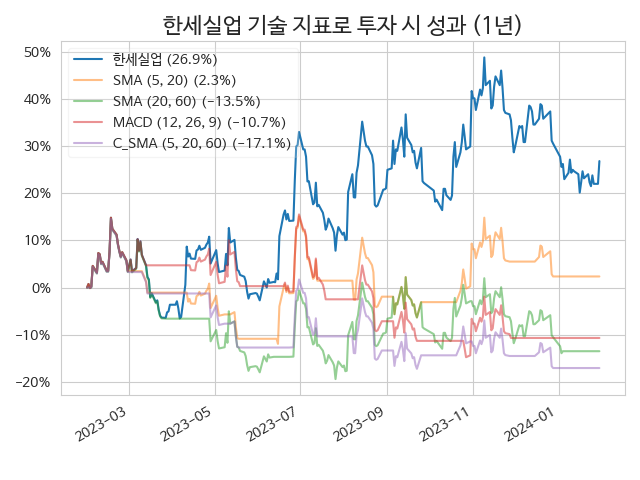 한세실업 기술 지표로 투자 시 성과 (1년)
50%
40%
30%
20%
10%
0%
−10%
−20%
한세실업 (26.9%)
SMA (5, 20) (2.3%)
SMA (20, 60) (−13.5%)
MACD (12, 26, 9) (−10.7%)
C_SMA (5, 20, 60) (−17.1%)
2023−03
2023−05
2023−07
2023−09
2023−11
2024−01